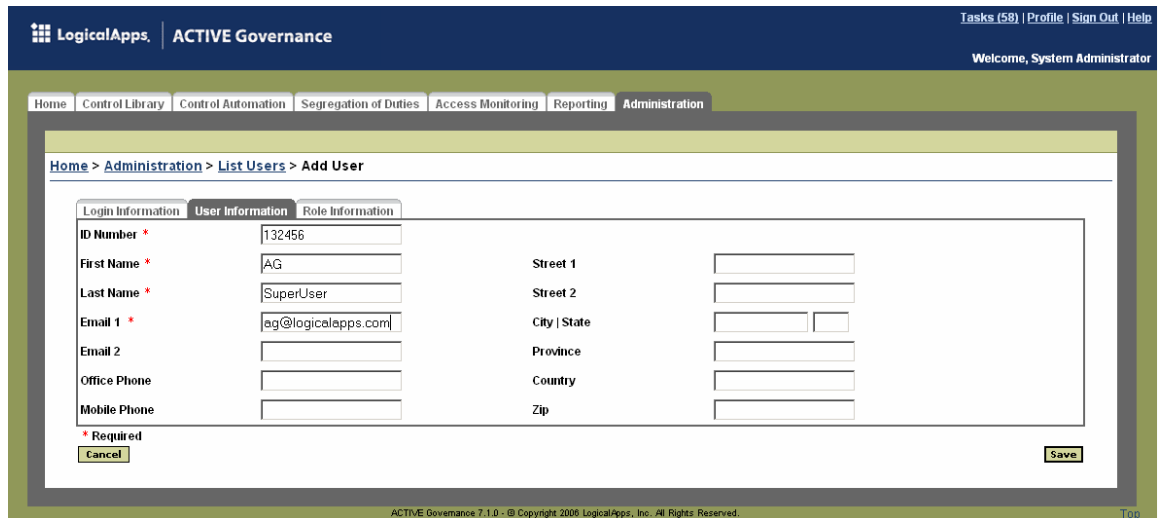 Tasks (58) | Profile | Sign Out | Help
LogicalApps. ACTIVE Governance
Welcome, System Administrator
Home Control Library Control Automation Segregation of Duties Access Monitoring Reporting Administration
Home > Administration > List Users > Add User
Login Information User Information Role Information
ID Number * 132456
First Name * AG Street 1
Last Name * SuperUser Street 2
Email 1 * ag@logicalapps.com City | State
Email 2 Province
Office Phone Country
Mobile Phone Zip
* Required
Cancel Save
ACTIVE Governance 7.1.0 - © Copyright 2006 LogicalApps, Inc. All Rights Reserved. Top